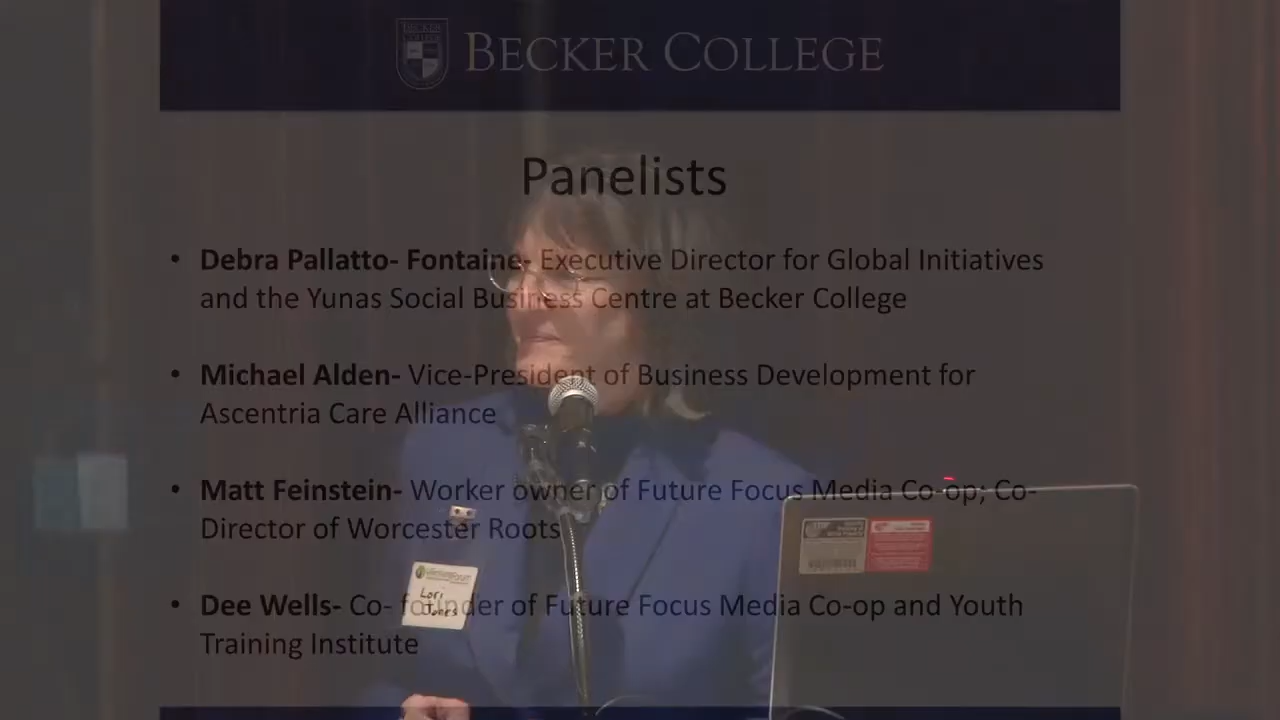 BECKER COLLEGE
Panelists
• Debra Pallatto- Fontaine- Executive Director for Global Initiatives
and the Yunas Social Business Centre at Becker College
• Michael Alden- Vice-President of Business Development for
Ascentria Care Alliance
• Matt Feinstein- Worker owner of Future Focus Media Co-op; Co-
Director of Worcester Roots
• Dee Wells- Co- founder of Future Focus Media Co-op and Youth
Training Institute
Lori
Jones